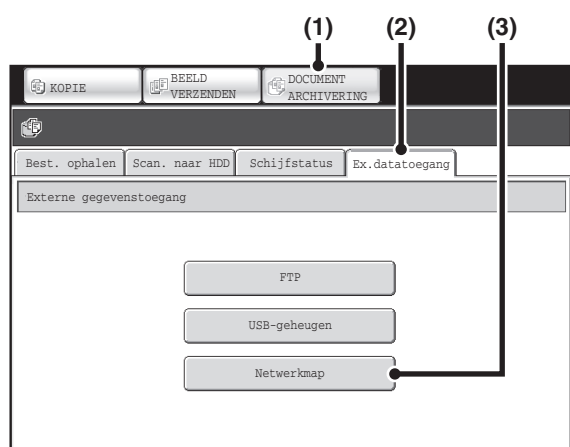 (1) (2) (3)
KOPIE
BEELD
VERZENDEN
DOCUMENT
ARCHIVERING
Best. ophalen Scan. naar HDD Schijfstatus Ex.datatoegang
Externe gegevenstoegang
FTP
USB-geheugen
Netwerkmap